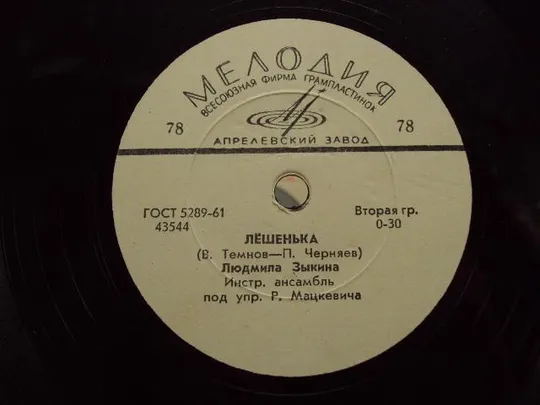 МЕЛОДИЯ
ВСЕСОЮЗНАЯ ФИРМА ГРАМПЛАСТИНОК
78 78
АПРЕЛЕВСКИЙ ЗАВОД
ГОСТ 5289-61 Вторая гр.
43544 0-30
ЛЁШЕНЬКА
(В. Темнов—П. Черняев)
Людмила Зыкина
Инстр. ансамбль
под упр. Р. Мацкевича